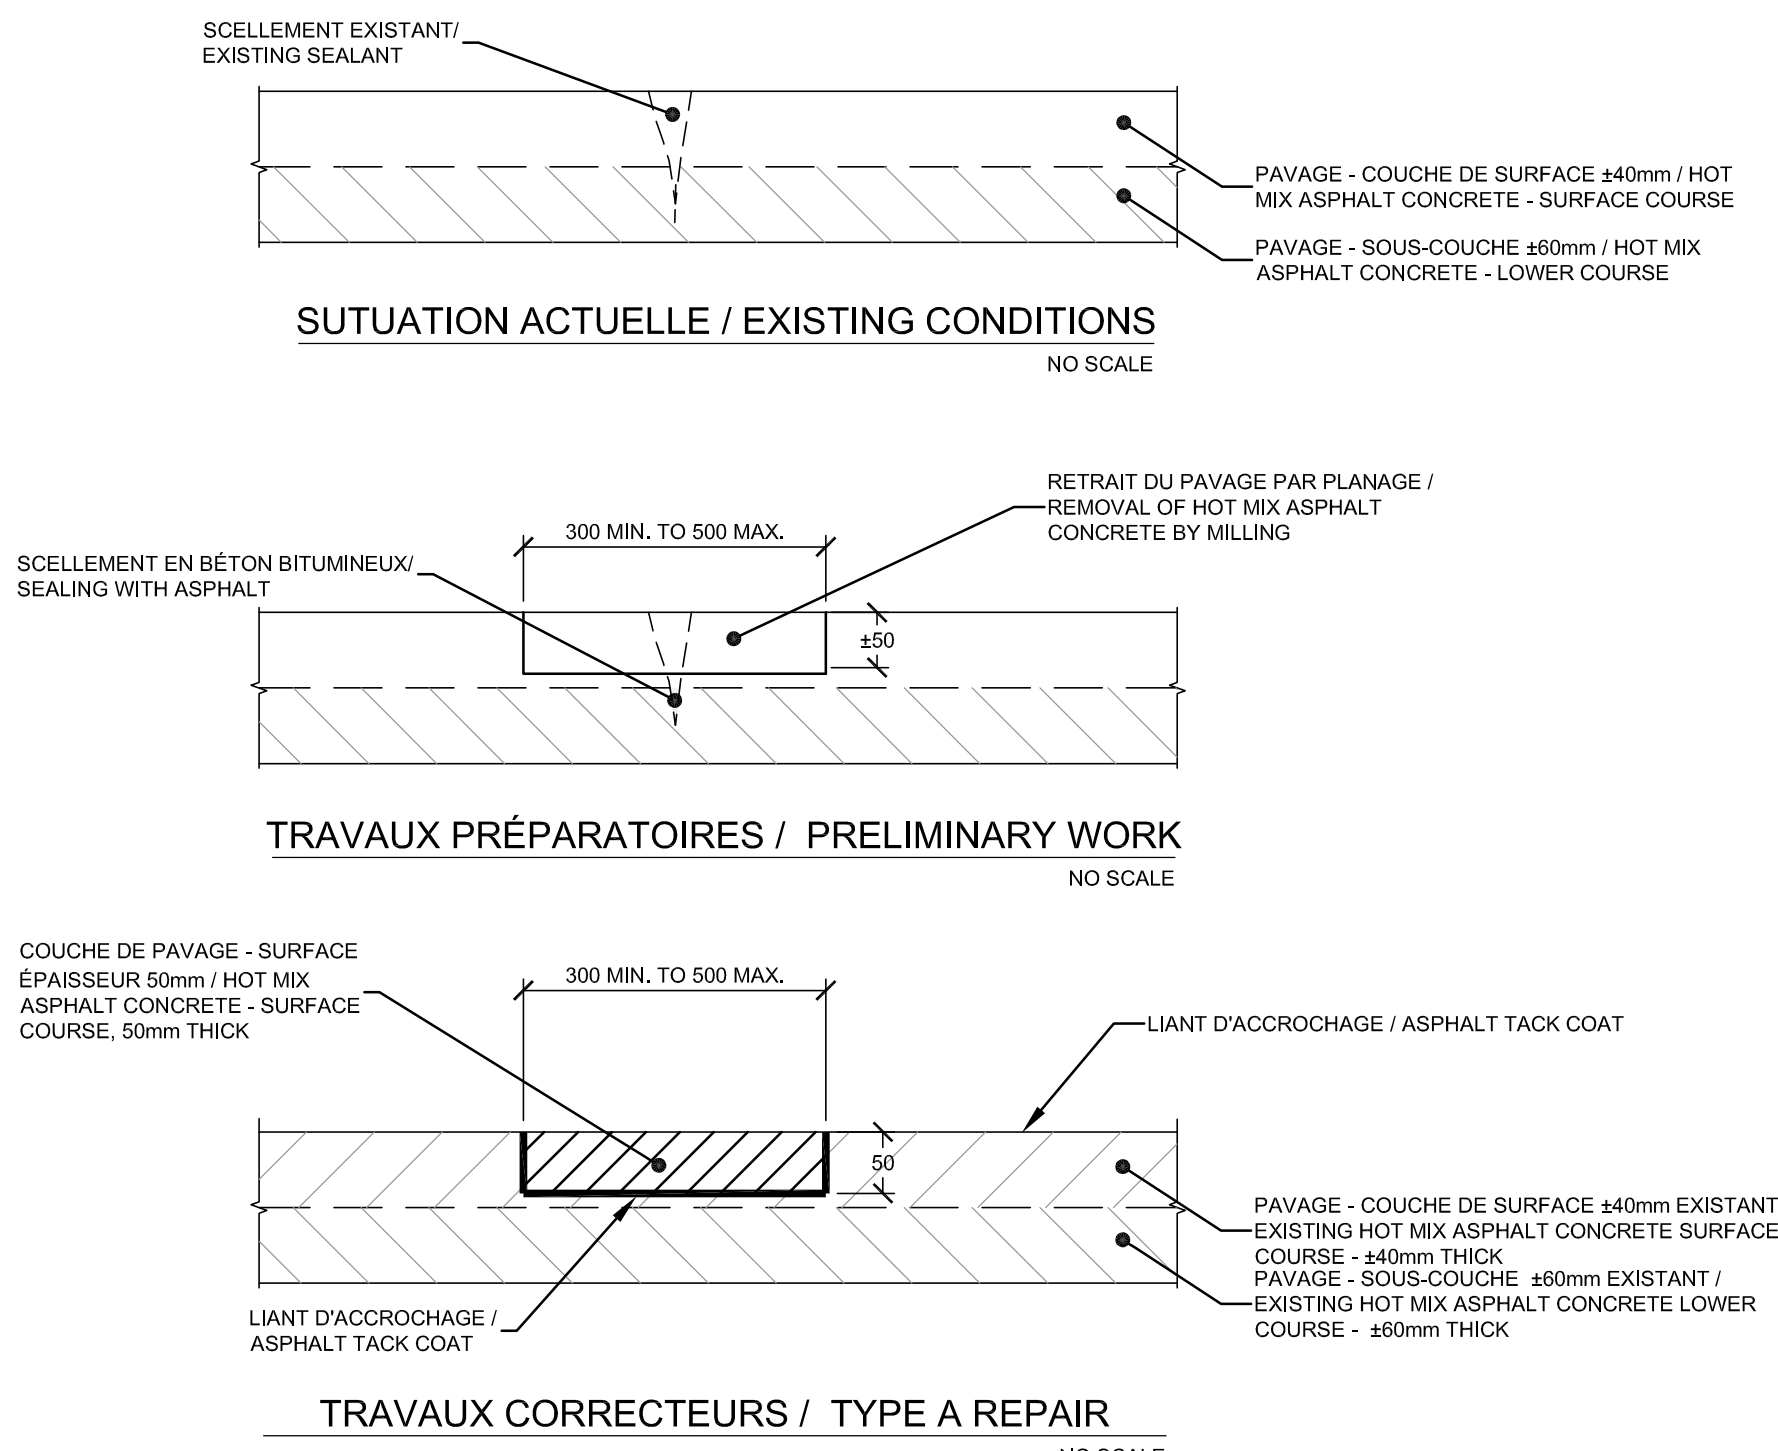 SCELLEMENT EXISTANT/
EXISTING SEALANT
PAVAGE - COUCHE DE SURFACE ±40mm / HOT
MIX ASPHALT CONCRETE - SURFACE COURSE
PAVAGE - SOUS-COUCHE ±60mm / HOT MIX
ASPHALT CONCRETE - LOWER COURSE
SUTUATION ACTUELLE / EXISTING CONDITIONS
NO SCALE
RETRAIT DU PAVAGE PAR PLANAGE /
REMOVAL OF HOT MIX ASPHALT
CONCRETE BY MILLING
300 MIN. TO 500 MAX.
SCELLEMENT EN BÉTON BITUMINEUX/
SEALING WITH ASPHALT
±50
TRAVAUX PRÉPARATOIRES / PRELIMINARY WORK
NO SCALE
COUCHE DE PAVAGE - SURFACE
ÉPAISSEUR 50mm / HOT MIX
ASPHALT CONCRETE - SURFACE
COURSE, 50mm THICK
300 MIN. TO 500 MAX.
LIANT D'ACCROCHAGE / ASPHALT TACK COAT
50
PAVAGE - COUCHE DE SURFACE ±40mm EXISTANT
EXISTING HOT MIX ASPHALT CONCRETE SURFACE
COURSE - ±40mm THICK
PAVAGE - SOUS-COUCHE ±60mm EXISTANT /
EXISTING HOT MIX ASPHALT CONCRETE LOWER
COURSE - ±60mm THICK
LIANT D'ACCROCHAGE /
ASPHALT TACK COAT
TRAVAUX CORRECTEURS / TYPE A REPAIR
NO SCALE